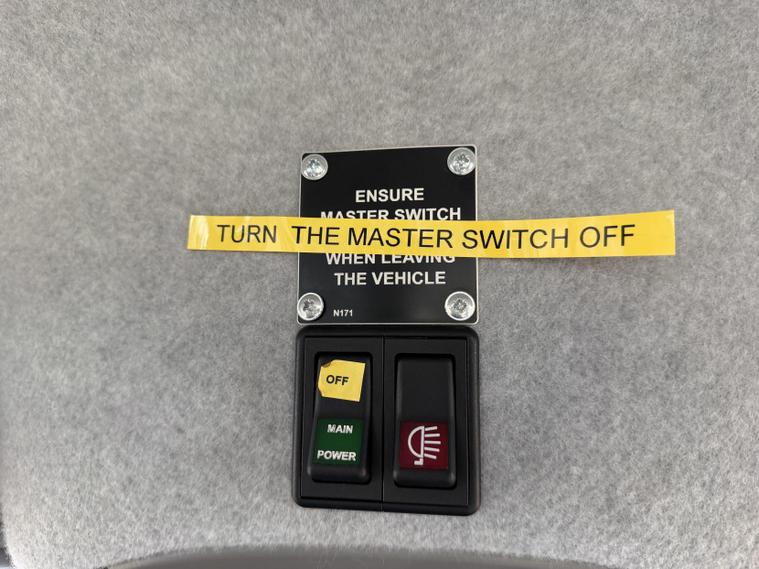 ENSURE
MASTER SWITCH
TURN THE MASTER SWITCH OFF
WHEN LEAVING
THE VEHICLE
N171
OFF
MAIN
POWER